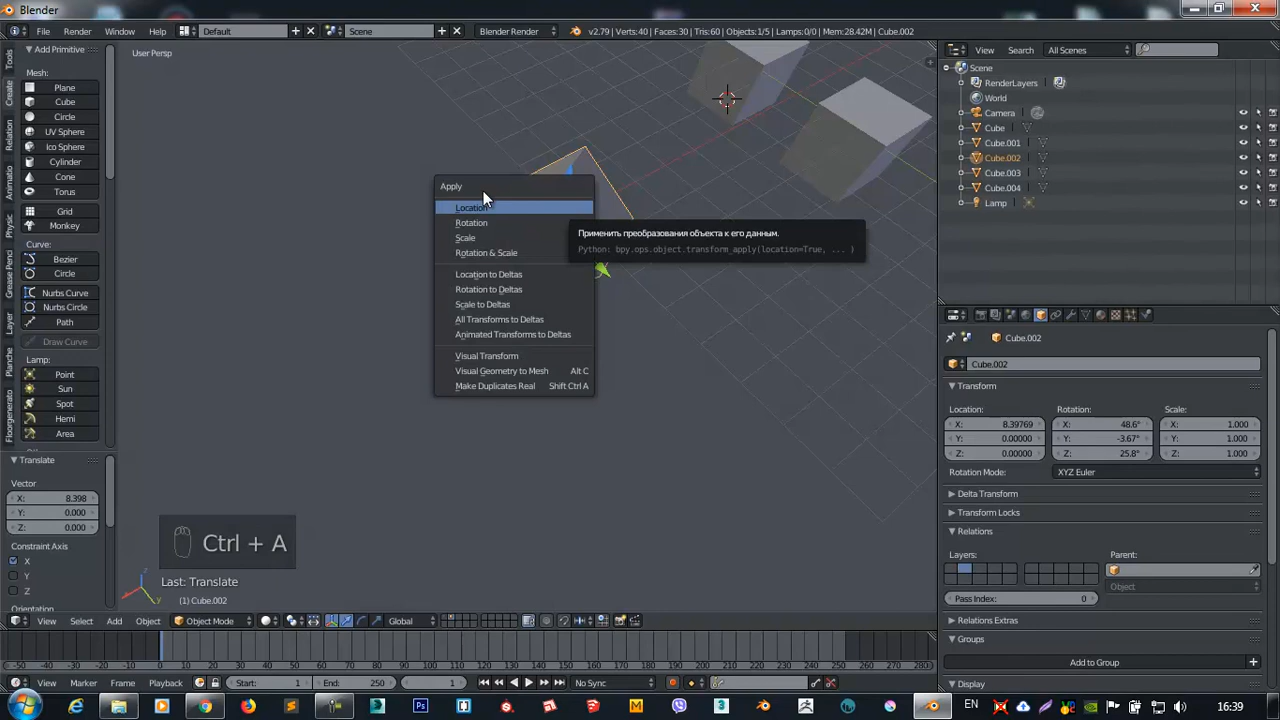 Blender
File
Render
Window
Help
Default
Scene
Blender Render
v2.79 | Verts:40 | Faces:30 | Tris:60 | Objects:1/5 | Lamps:0/0 | Mem:28.42M | Cube.002
Add Primitive
Mesh:
Plane
Cube
Circle
UV Sphere
Ico Sphere
Cylinder
Cone
Torus
Grid
Monkey
Curve:
Bezier
Circle
Nurbs Curve
Nurbs Circle
Path
Draw Curve
Lamp:
Point
Sun
Spot
Hemi
Area
Tools
Create
Relation
Animatio
Physic
Grease Penci
Layer
Planche
Floorgenerato
Translate
Vector
X: 8.398
Y: 0.000
Z: 0.000
Constraint Axis
X
Y
Z
Orientation
User Persp
Apply
Location
Rotation
Scale
Rotation & Scale
Location to Deltas
Rotation to Deltas
Scale to Deltas
All Transforms to Deltas
Animated Transforms to Deltas
Visual Transform
Visual Geometry to Mesh Alt C
Make Duplicates Real Shift Ctrl A
Применить преобразования объекта к его данным.
Python: bpy.ops.object.transform_apply(location=True, ... )
Ctrl + A
Last: Translate
(1) Cube.002
View
Select
Add
Object
Object Mode
Global
View
Search
All Scenes
Scene
RenderLayers
World
Camera
Cube
Cube.001
Cube.002
Cube.003
Cube.004
Lamp
Cube.002
Cube.002
Transform
Location: Rotation: Scale:
X: 8.39769 X: 48.6° X: 1.000
Y: 0.00000 Y: -3.67° Y: 1.000
Z: 0.00000 Z: 25.8° Z: 1.000
Rotation Mode: XYZ Euler
Delta Transform
Transform Locks
Relations
Layers: Parent:
Object
Pass Index: 0
Relations Extras
Groups
Add to Group
Display
-50 -40 -30 -20 -10 0 10 20 30 40 50 60 70 80 90 100 110 120 130 140 150 160 170 180 190 200 210 220 230 240 250 260 270 280
View
Marker
Frame
Playback
Start: 1
End: 250
1
No Sync
EN
16:39